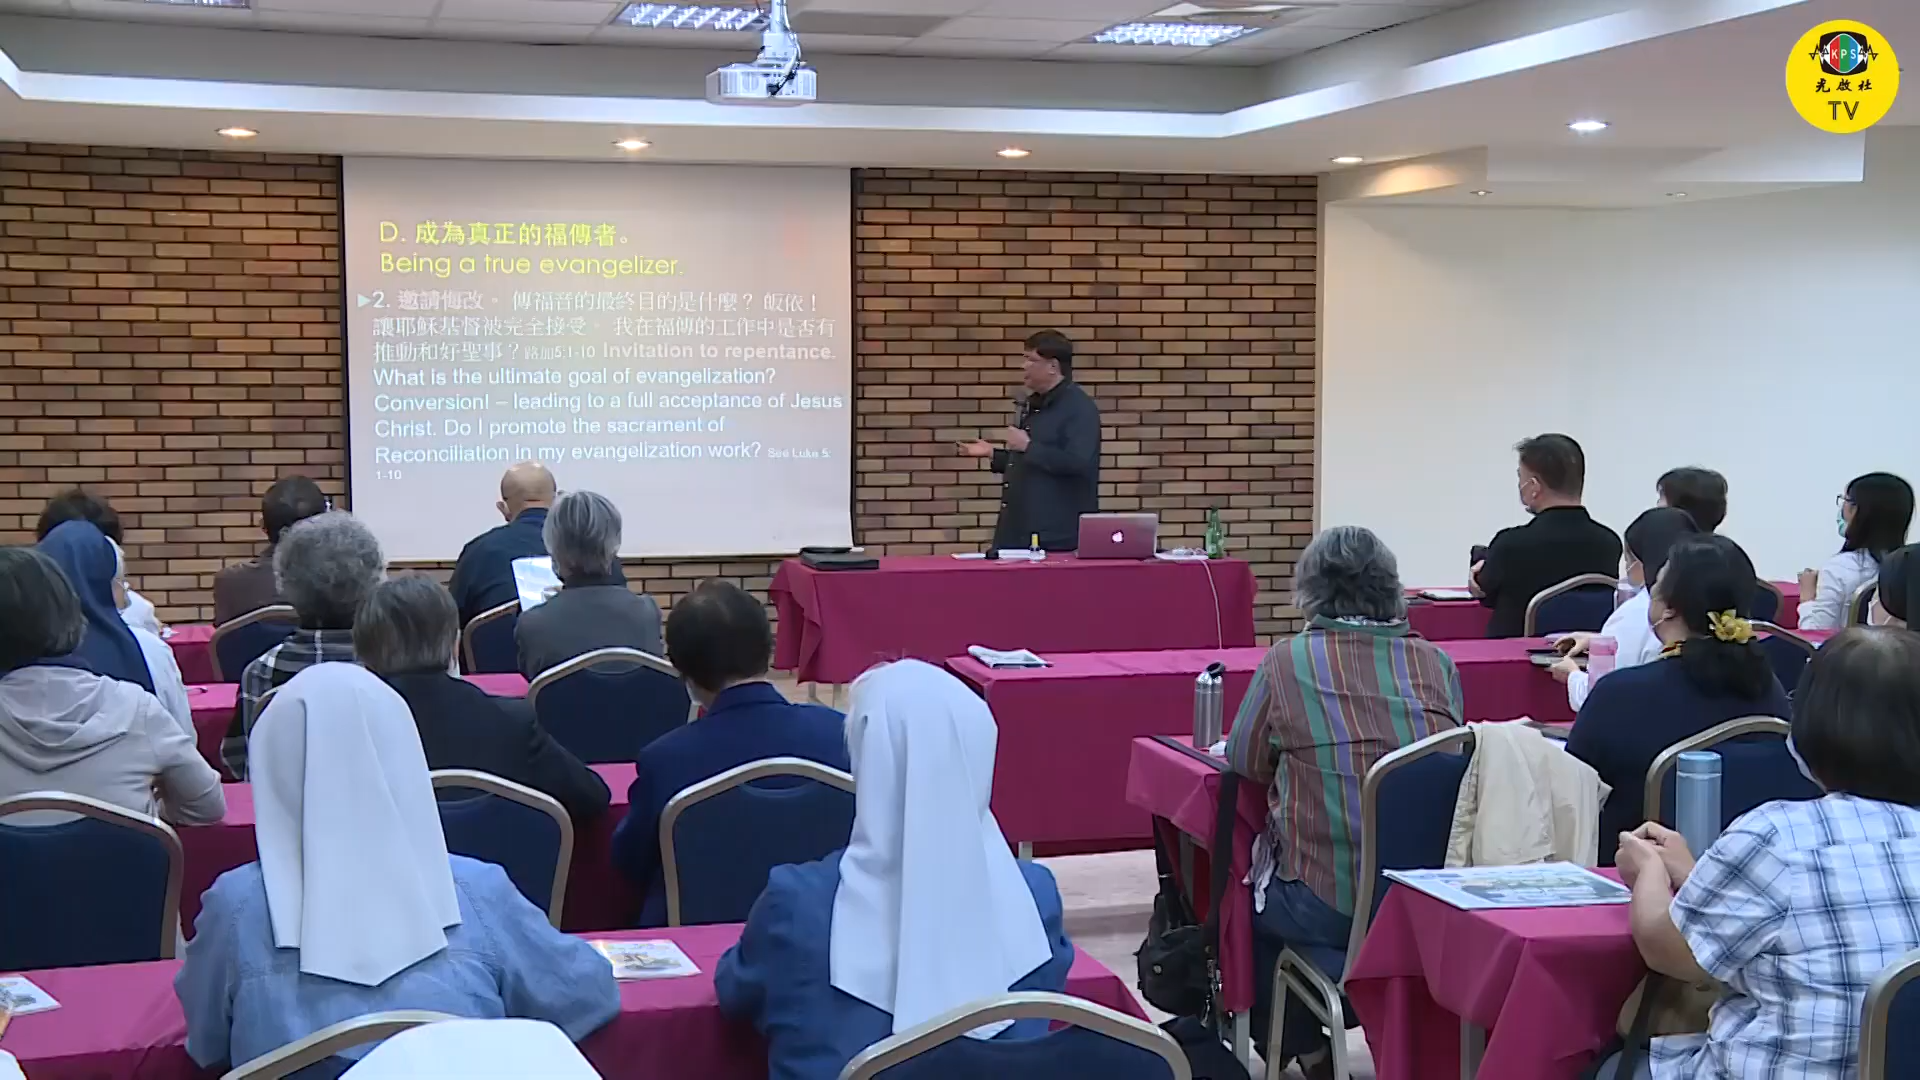 D. 成為真正的福傳者。
Being a true evangelizer.
2. 邀請悔改。 傳福音的最終目的是什麼？ 皈依！
讓耶穌基督被完全接受。 我在福傳的工作中是否有
推動和好聖事？路加5:1-10 Invitation to repentance.
What is the ultimate goal of evangelization?
Conversion! – leading to a full acceptance of Jesus
Christ. Do I promote the sacrament of
Reconciliation in my evangelization work? See Luke 5:
1-10
KPS
光啟社
TV